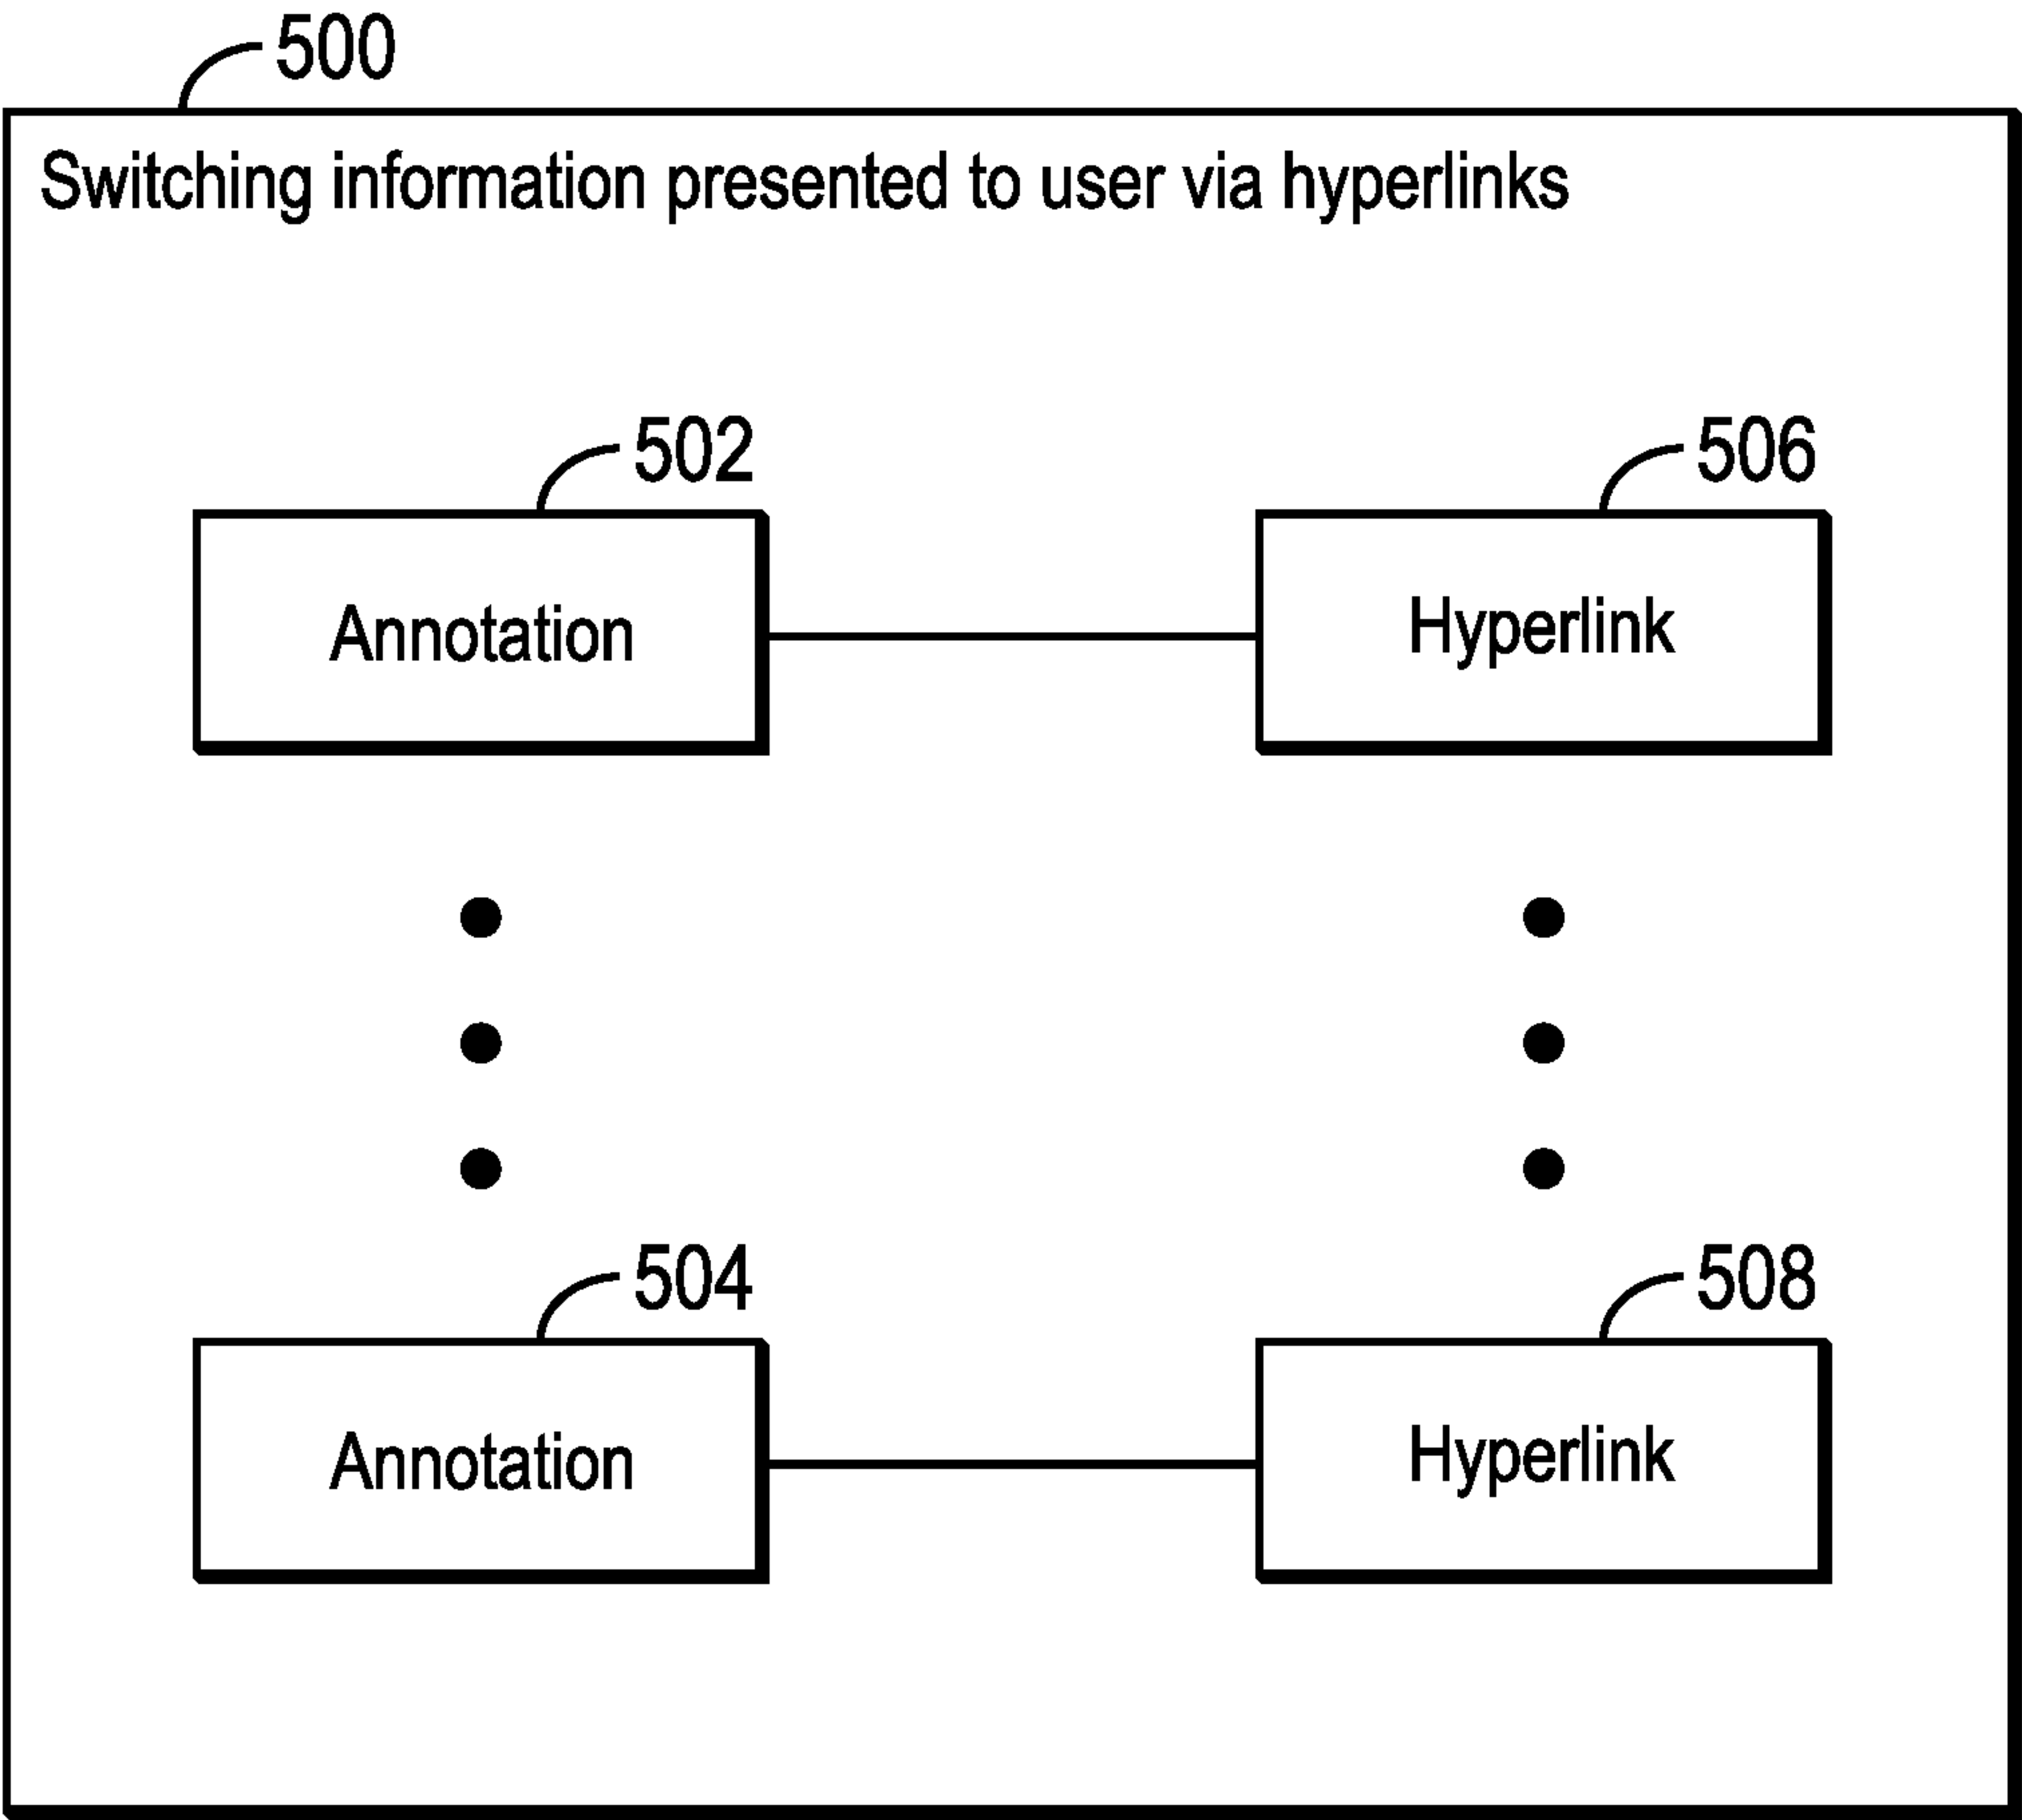 500
Switching information presented to user via hyperlinks
502
506
Annotation
Hyperlink
504
508
Annotation
Hyperlink